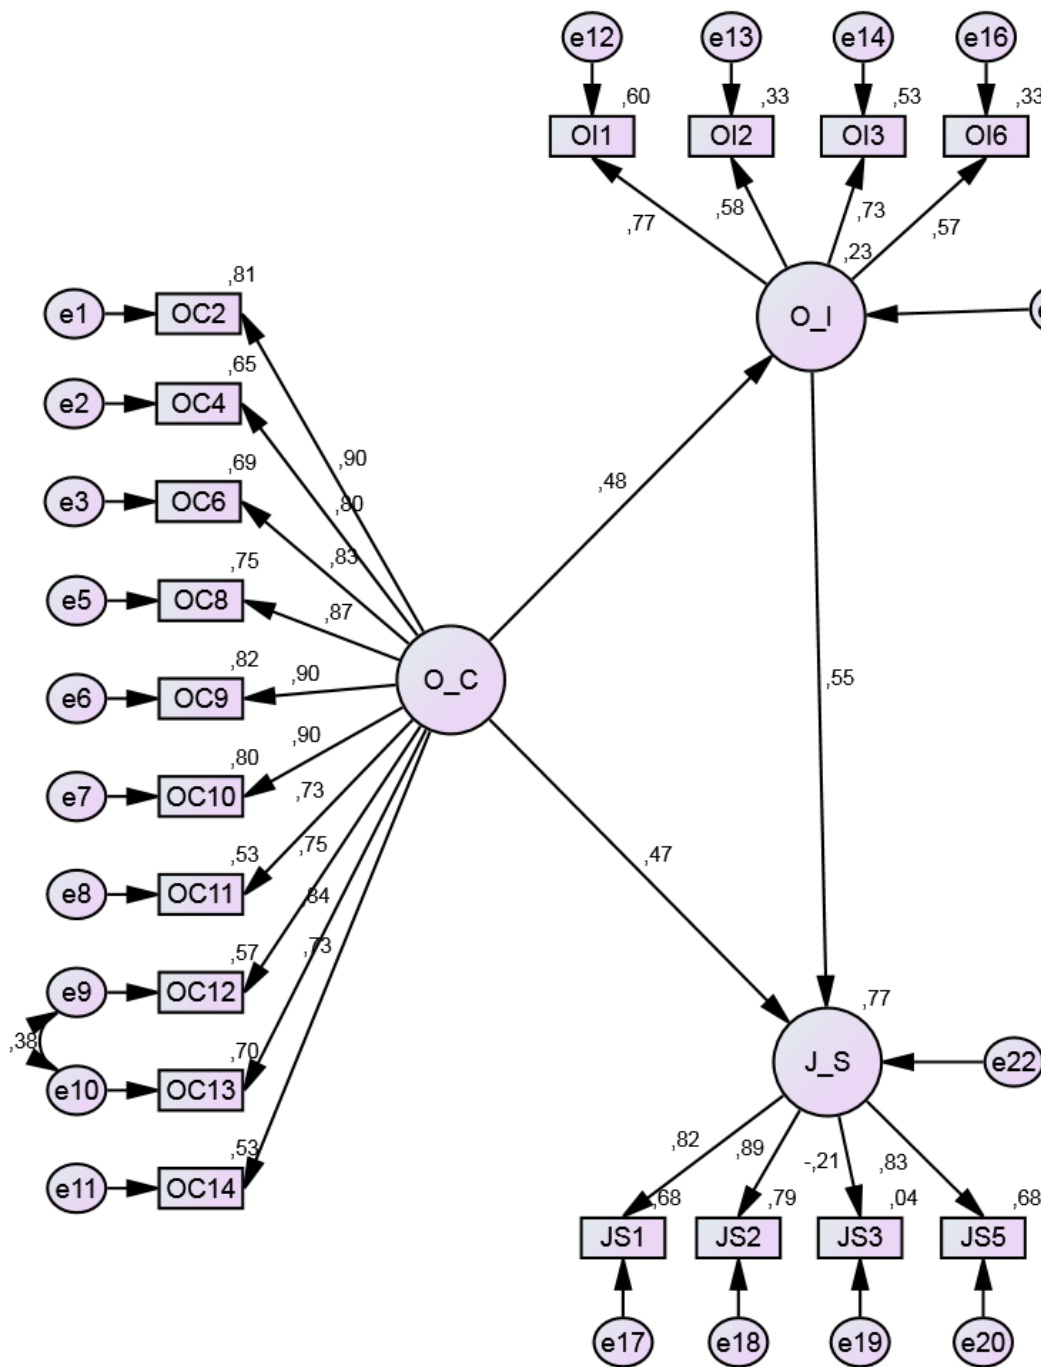 e12 e13 e14 e16
,60 ,33 ,53 ,33
OI1 OI2 OI3 OI6
,77 ,58 ,73 ,57
,23
O_I
e
,81
e1 OC2
,65
e2 OC4
,69
e3 OC6
,75
e5 OC8
,82
e6 OC9
,80
e7 OC10
,53
e8 OC11
,57
e9 OC12
,38
,70
e10 OC13
,53
e11 OC14
,90
,80
,83
,87
,90
,90
,73
,75
,84
,73
O_C
,48
,55
,47
,77
J_S
e22
,82 ,89 -,21 ,83
,68 ,79 ,04 ,68
JS1 JS2 JS3 JS5
e17 e18 e19 e20